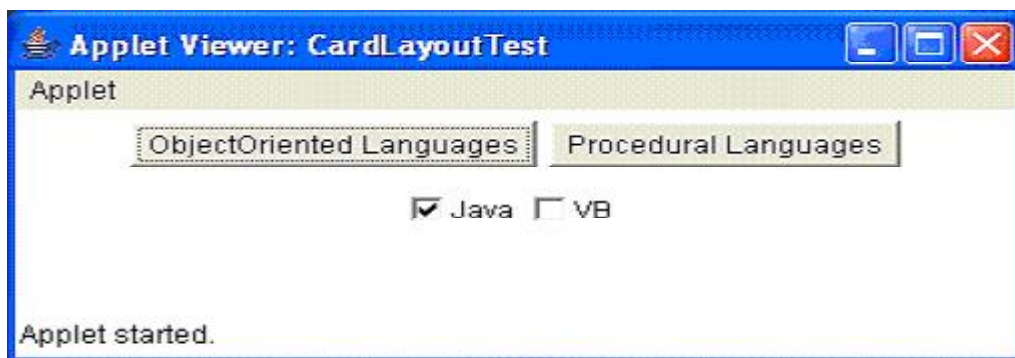 Applet Viewer: CardLayoutTest
Applet
ObjectOriented Languages Procedural Languages
Java VB
Applet started.